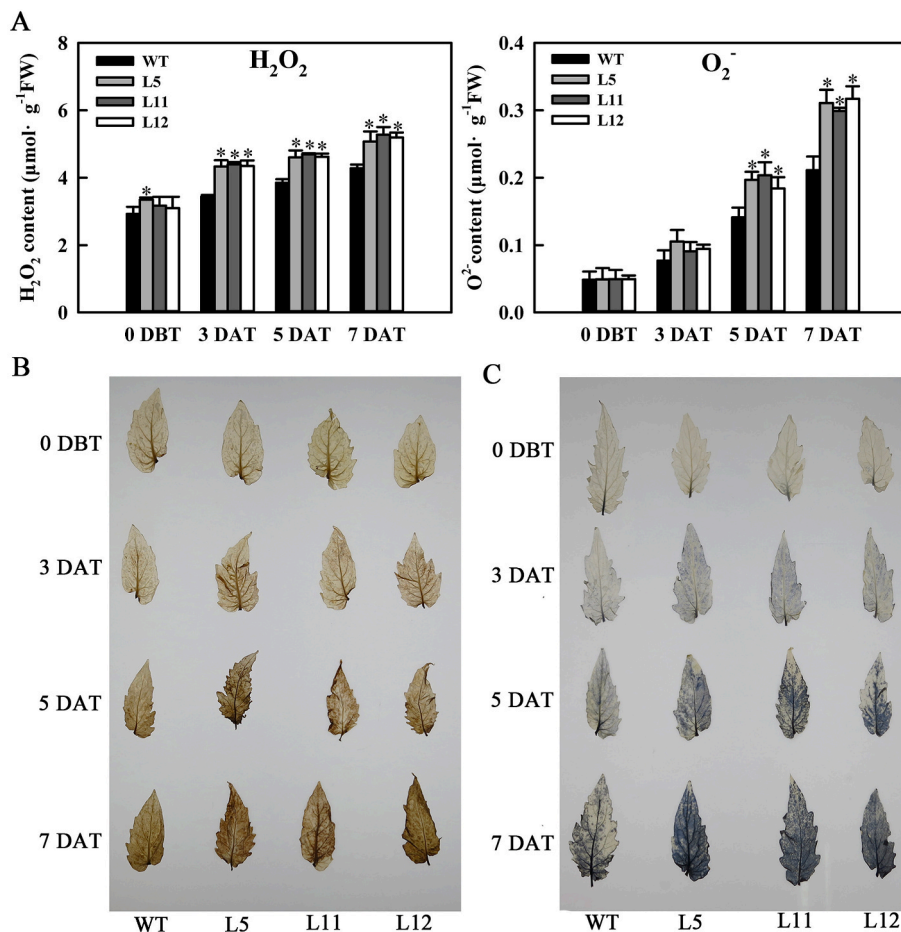 A
H₂O₂
WT
L5
L11
L12
H₂O₂ content (μmol· g⁻¹FW)
8
6
4
2
0
* * * * * * * * * *
0 DBT 3 DAT 5 DAT 7 DAT
O₂⁻
WT
L5
L11
L12
O²⁻content (μmol· g⁻¹FW)
0.4
0.3
0.2
0.1
0.0
* * * * * *
0 DBT 3 DAT 5 DAT 7 DAT
B
0 DBT
3 DAT
5 DAT
7 DAT
WT L5 L11 L12
C
0 DBT
3 DAT
5 DAT
7 DAT
WT L5 L11 L12